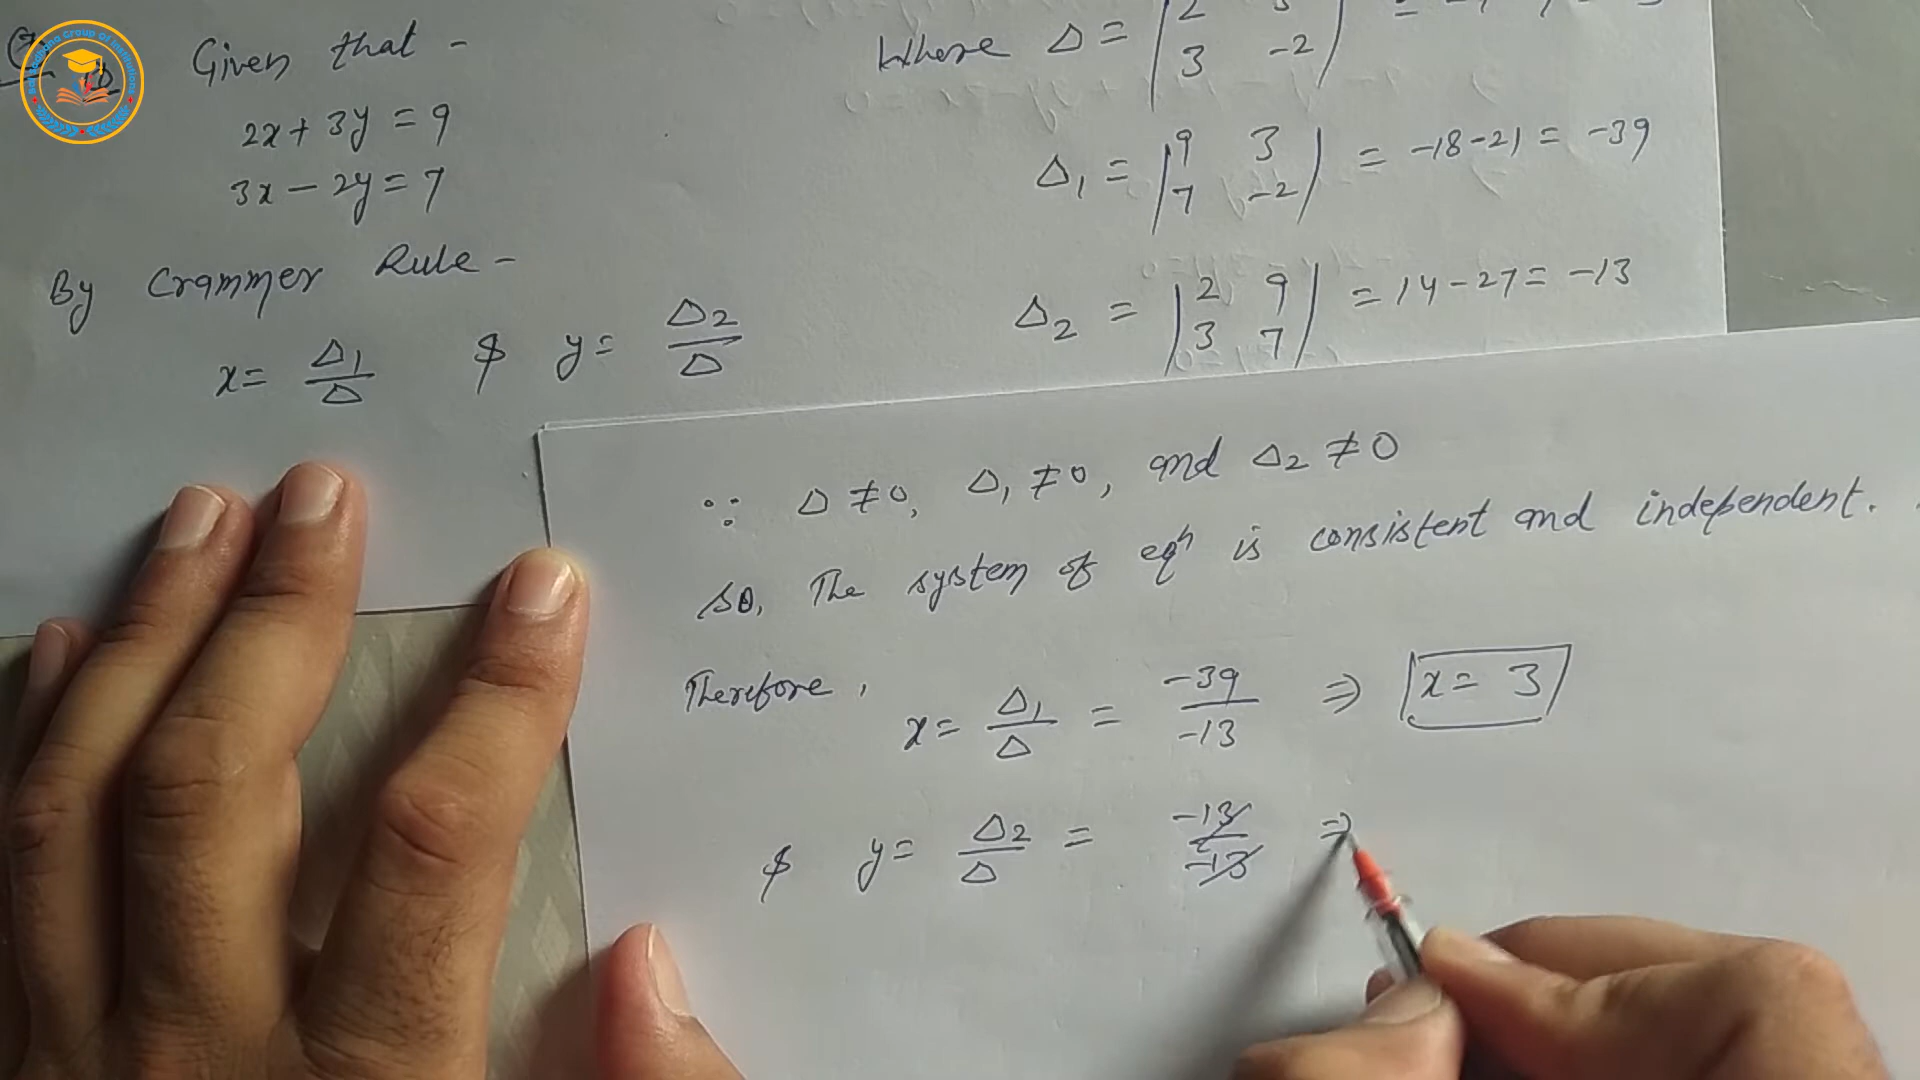 Given that -
2x + 3y = 9
3x - 2y = 7
By Crammer Rule -
x = Δ1/Δ & y = Δ2/Δ
Where Δ = |2 3; 3 -2| =
Δ1 = |9 3; 7 -2| = -18-21 = -39
Δ2 = |2 9; 3 7| = 14-27 = -13
∵ Δ ≠ 0, Δ1 ≠ 0, and Δ2 ≠ 0
So, The system of eqn is consistent and independent.
Therefore, x = Δ1/Δ = -39/-13 ⇒ x = 3
& y = Δ2/Δ = -13/-13 ⇒